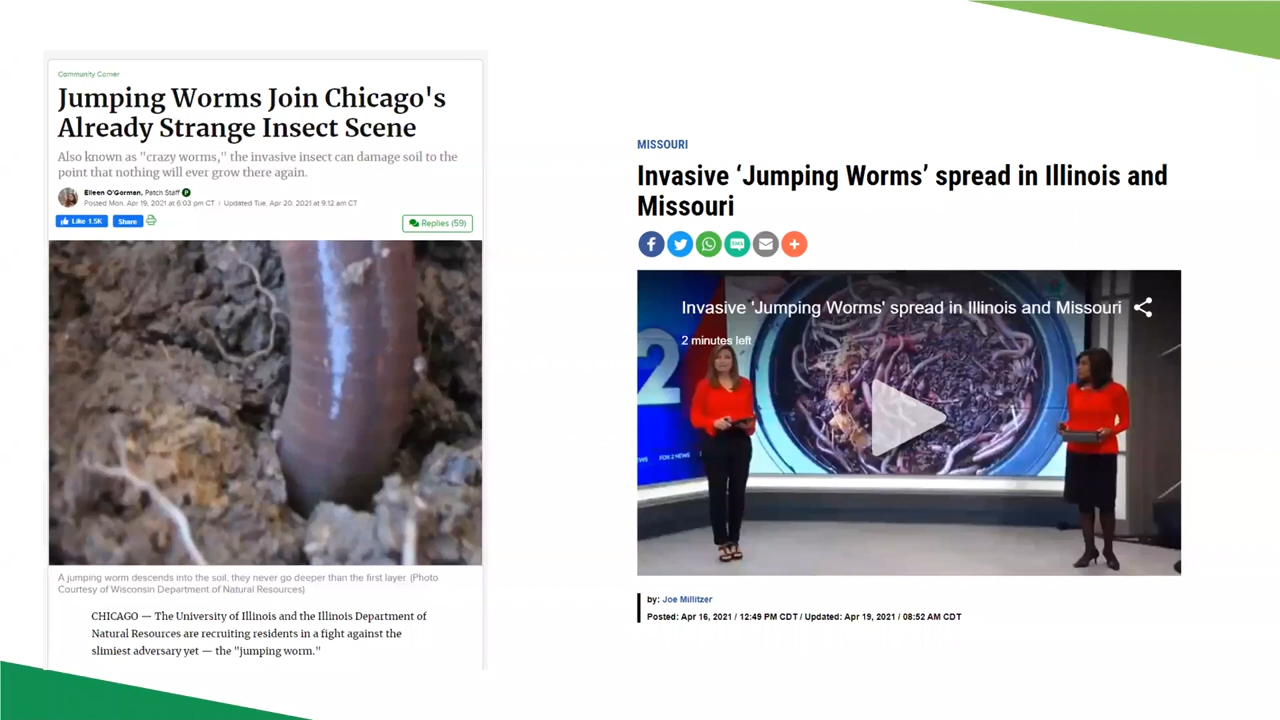 Community Corner
Jumping Worms Join Chicago's
Already Strange Insect Scene
Also known as "crazy worms," the invasive insect can damage soil to the
point that nothing will ever grow there again.
Eileen O'Gorman, Patch Staff
Posted Mon, Apr 19, 2021 at 6:03 pm CT | Updated Tue, Apr 20, 2021 at 9:12 am CT
Like 1.5K Share
Replies (59)
A jumping worm descends into the soil, they never go deeper than the first layer. (Photo
Courtesy of Wisconsin Department of Natural Resources)
CHICAGO — The University of Illinois and the Illinois Department of
Natural Resources are recruiting residents in a fight against the
slimiest adversary yet — the "jumping worm."
MISSOURI
Invasive ‘Jumping Worms’ spread in Illinois and
Missouri
SMS
Invasive 'Jumping Worms' spread in Illinois and Missouri
2 minutes left
2
FOX 2 NEWS
by: Joe Millitzer
Posted: Apr 16, 2021 / 12:49 PM CDT / Updated: Apr 19, 2021 / 08:52 AM CDT